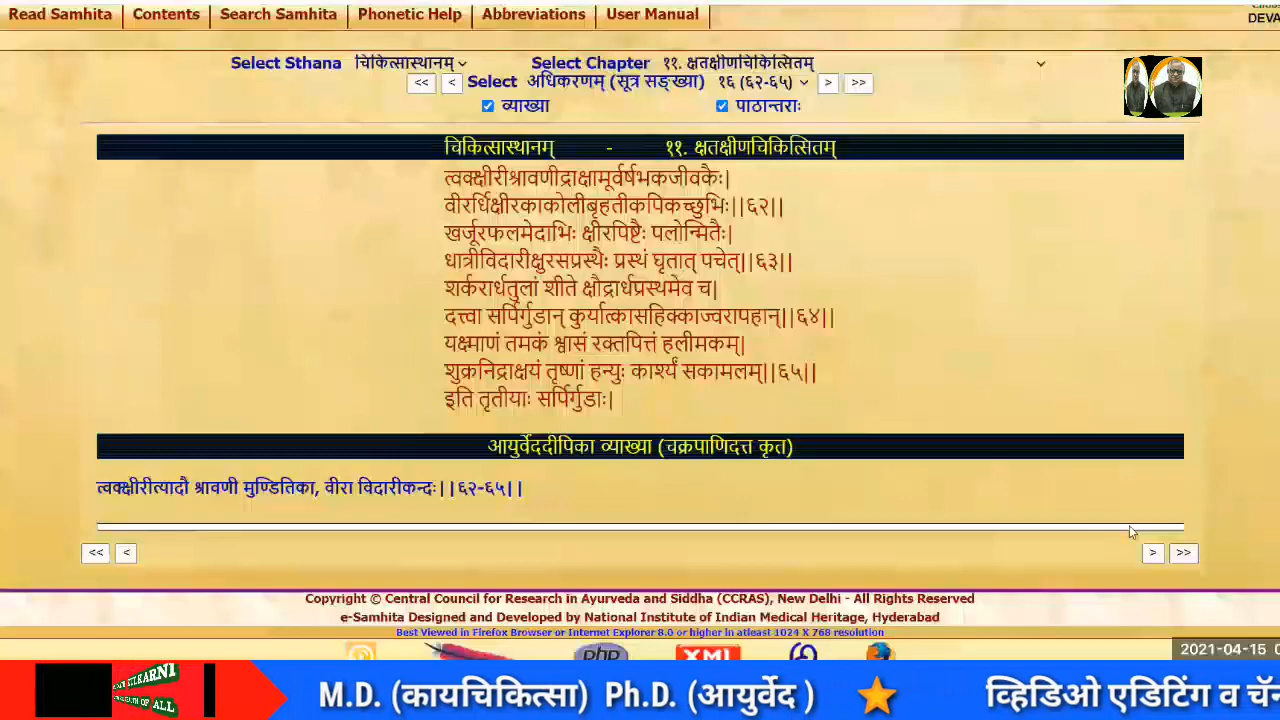 Read Samhita Contents Search Samhita Phonetic Help Abbreviations User Manual
DEVA
Select Sthana चिकित्सास्थानम् Select Chapter ११. क्षतक्षीणचिकित्सितम्
<< < Select अधिकरणम् (सूत्र सङ्ख्या) १६ (६२-६५) > >>
व्याख्या पाठान्तराः
चिकित्सास्थानम् - ११. क्षतक्षीणचिकित्सितम्
त्वक्क्षीरीश्रावणीद्राक्षामूर्वर्षभकजीवकैः|
वीरर्धिक्षीरकाकोलीबृहतीकपिकच्छुभिः||६२||
खर्जूरफलमेदाभिः क्षीरपिष्टैः पलोन्मितैः|
धात्रीविदारीक्षुरसप्रस्थैः प्रस्थं घृतात् पचेत्||६३||
शर्करार्धतुलां शीते क्षौद्रार्धप्रस्थमेव च|
दत्त्वा सर्पिर्गुडान् कुर्यात्कासहिक्काज्वरापहान्||६४||
यक्ष्माणं तमकं श्वासं रक्तपित्तं हलीमकम्|
शुक्रनिद्राक्षयं तृष्णां हन्युः कार्श्यं सकामलम्||६५||
इति तृतीयाः सर्पिर्गुडाः|
आयुर्वेददीपिका व्याख्या (चक्रपाणिदत्त कृत)
त्वक्क्षीरीत्यादौ श्रावणी मुण्डितिका, वीरा विदारीकन्दः||६२-६५||
<< < > >>
Copyright © Central Council for Research in Ayurveda and Siddha (CCRAS), New Delhi - All Rights Reserved
e-Samhita Designed and Developed by National Institute of Indian Medical Heritage, Hyderabad
Best Viewed in Firefox Browser or Internet Explorer 8.0 or higher in atleast 1024 X 768 resolution
php XML
2021-04-15
M.D. (कायचिकित्सा) Ph.D. (आयुर्वेद ) व्हिडिओ एडिटिंग व
OF ALL